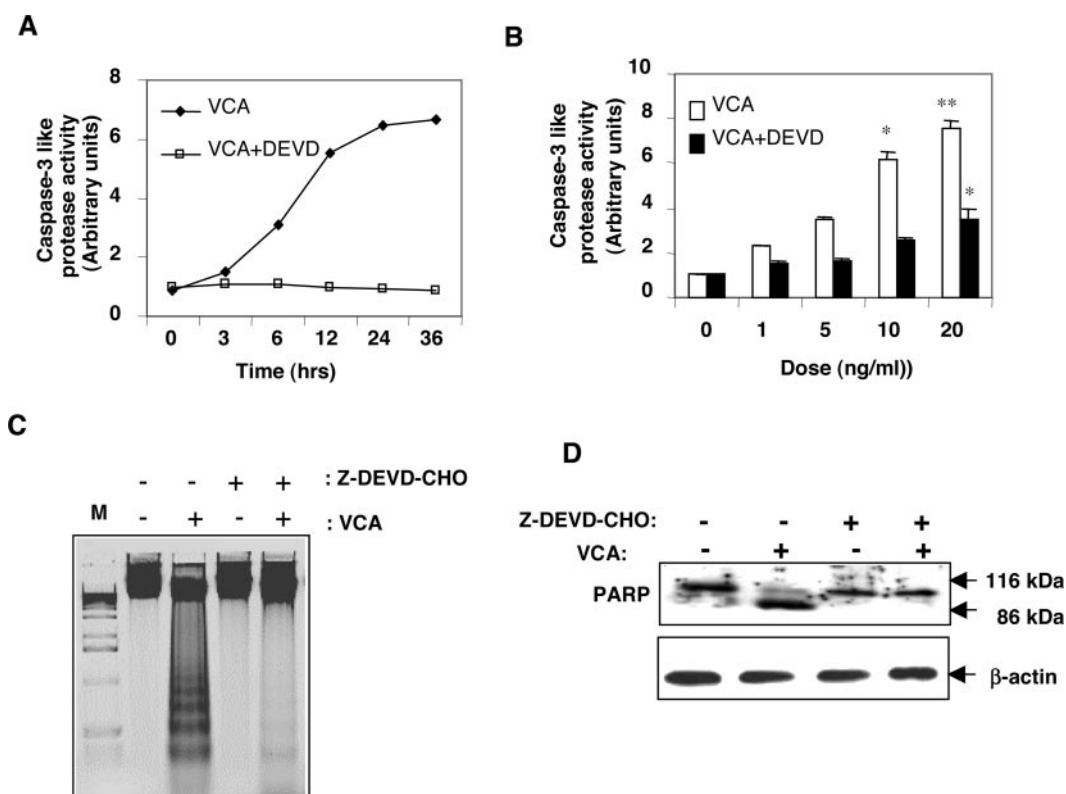 A
Caspase-3 like
protease activity
(Arbitrary units)
8
6
4
2
0
VCA
VCA+DEVD
0 3 6 12 24 36
Time (hrs)
B
Caspase-3 like
protease activity
(Arbitrary units)
10
8
6
4
2
0
VCA
VCA+DEVD
*
**
*
0 1 5 10 20
Dose (ng/ml))
C
- - + + : Z-DEVD-CHO
M - + - + : VCA
D
Z-DEVD-CHO: - - + +
VCA: - + - +
PARP
116 kDa
86 kDa
β-actin